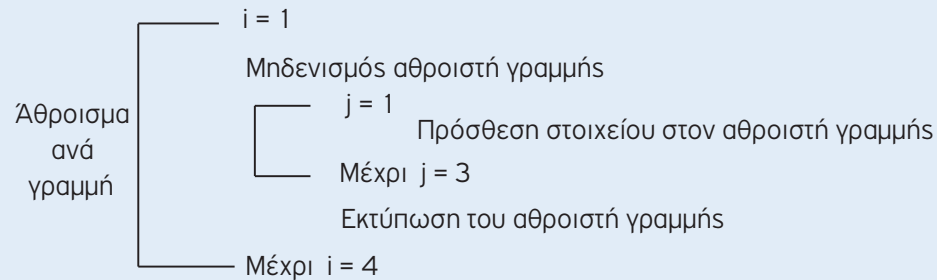 i = 1
Μηδενισμός αθροιστή γραμμής
Άθροισμα
ανά
γραμμή
j = 1
Πρόσθεση στοιχείου στον αθροιστή γραμμής
Μέχρι j = 3
Εκτύπωση του αθροιστή γραμμής
Μέχρι i = 4